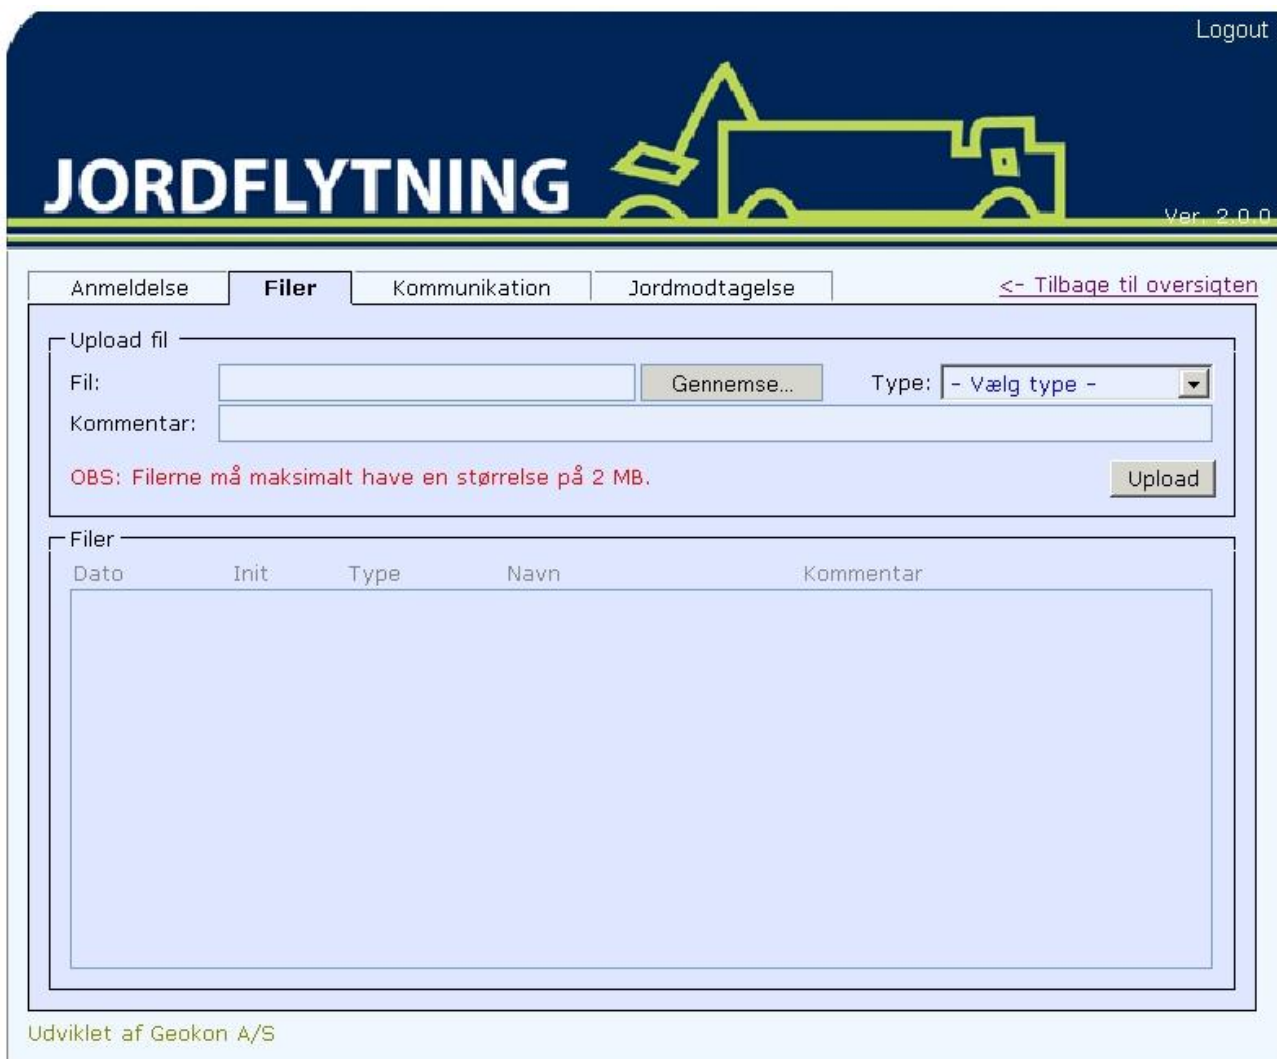 Logout
JORDFLYTNING
Ver. 2.0.0
Anmeldelse Filer Kommunikation Jordmodtagelse <- Tilbage til oversigten
Upload fil
Fil: Gennemse... Type: - Vælg type -
Kommentar:
OBS: Filerne må maksimalt have en størrelse på 2 MB. Upload
Filer
Dato Init Type Navn Kommentar
Udviklet af Geokon A/S